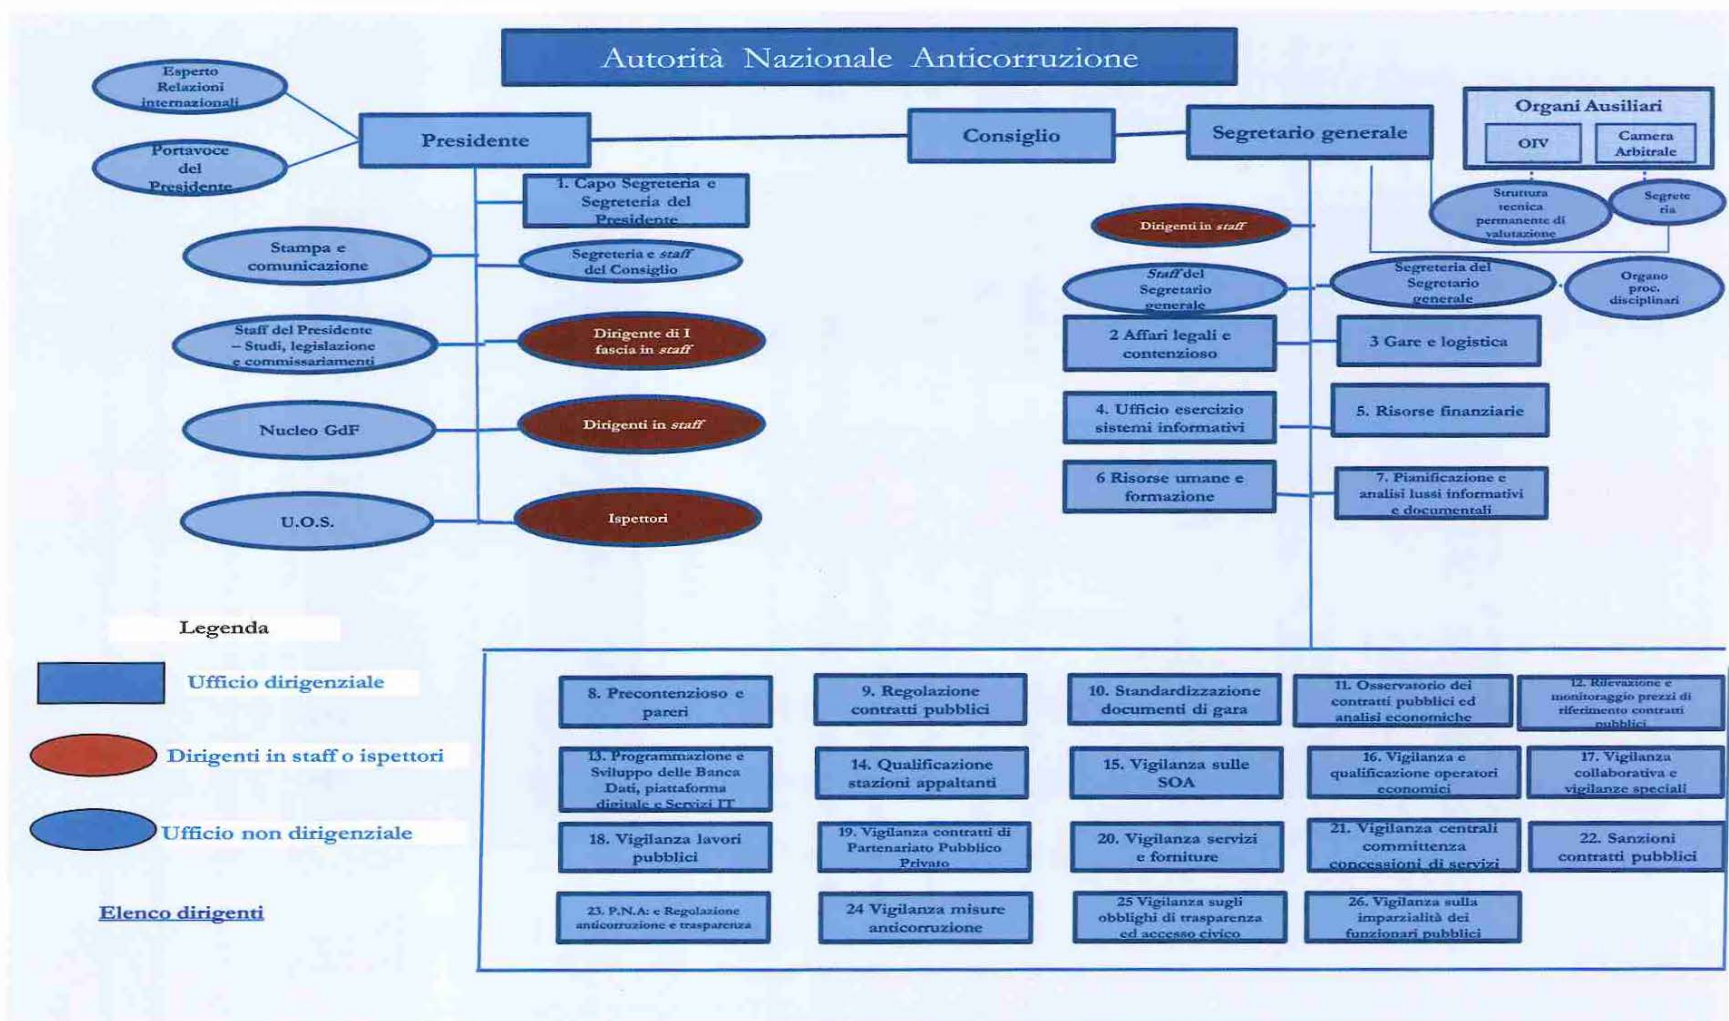 Autorità Nazionale Anticorruzione
Esperto
Relazioni
internazionali
Portavoce
del
Presidente
Presidente
Consiglio
Segretario generale
Organi Ausiliari
OIV
Camera
Arbitrale
Struttura
tecnica
permanente di
valutazione
Segrete
ria
1. Capo Segreteria e
Segreteria del
Presidente
Stampa e
comunicazione
Segreteria e staff
del Consiglio
Staff del Presidente
– Studi, legislazione
e commissariamenti
Dirigente di I
fascia in staff
Nucleo GdF
Dirigenti in staff
U.O.S.
Ispettori
Dirigenti in staff
Staff del
Segretario
generale
Segreteria del
Segretario
generale
Organo
proc.
disciplinari
2 Affari legali e
contenzioso
3 Gare e logistica
4. Ufficio esercizio
sistemi informativi
5. Risorse finanziarie
6 Risorse umane e
formazione
7. Pianificazione e
analisi lussi informativi
e documentali
Legenda
Ufficio dirigenziale
Dirigenti in staff o ispettori
Ufficio non dirigenziale
Elenco dirigenti
8. Precontenzioso e
pareri
9. Regolazione
contratti pubblici
10. Standardizzazione
documenti di gara
11. Osservatorio dei
contratti pubblici ed
analisi economiche
12. Rilevazione e
monitoraggio prezzi di
riferimento contratti
pubblici
13. Programmazione e
Sviluppo delle Banca
Dati, piattaforma
digitale e Servizi IT
14. Qualificazione
stazioni appaltanti
15. Vigilanza sulle
SOA
16. Vigilanza e
qualificazione operatori
economici
17. Vigilanza
collaborativa e
vigilanze speciali
18. Vigilanza lavori
pubblici
19. Vigilanza contratti di
Partenariato Pubblico
Privato
20. Vigilanza servizi
e forniture
21. Vigilanza centrali
committenza
concessioni di servizi
22. Sanzioni
contratti pubblici
23. P.N.A: e Regolazione
anticorruzione e trasparenza
24 Vigilanza misure
anticorruzione
25 Vigilanza sugli
obblighi di trasparenza
ed accesso civico
26. Vigilanza sulla
imparzialità dei
funzionari pubblici